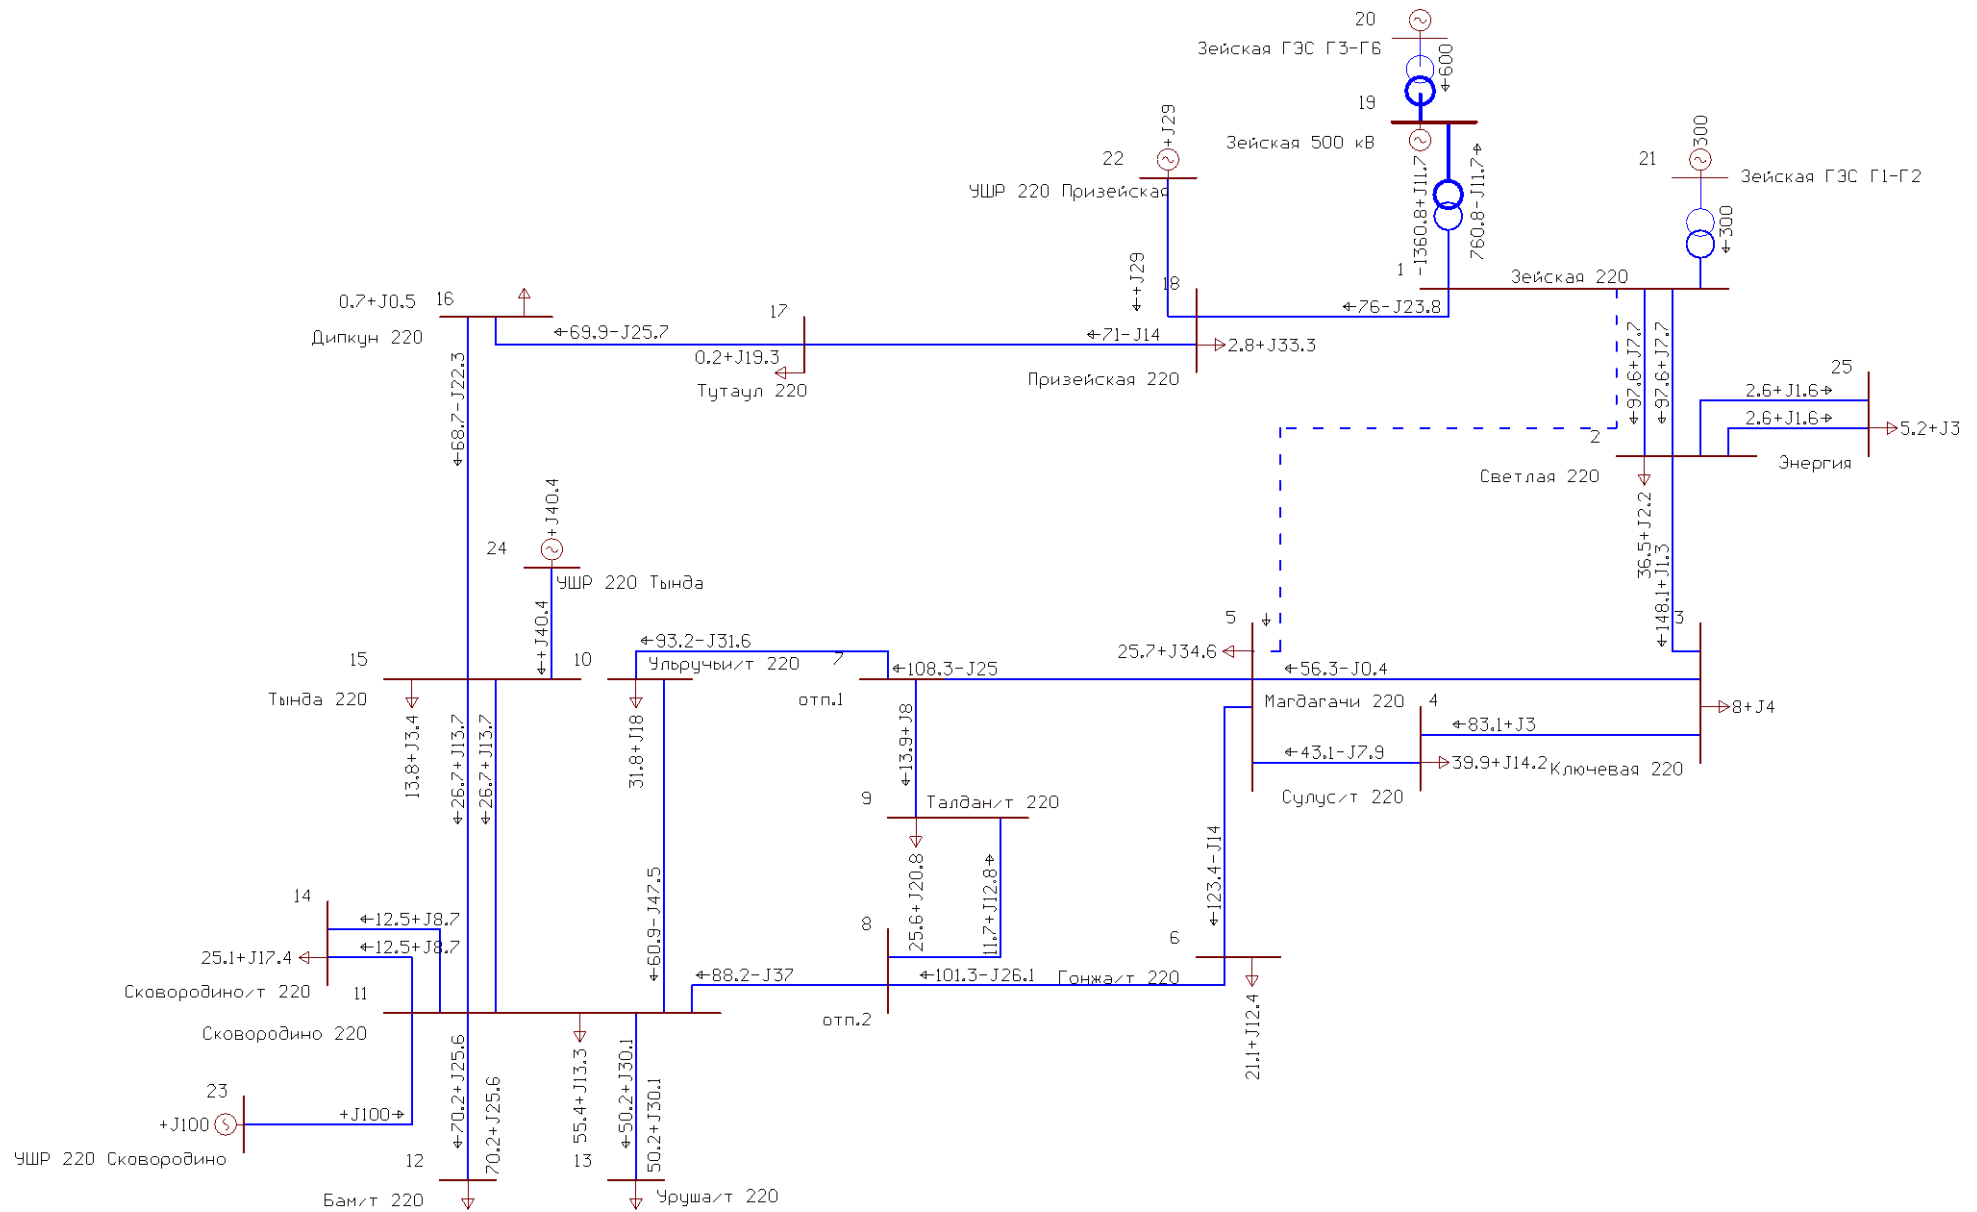 20
Зейская ГЭС Г3-Г6
600
19
Зейская 500 кВ
-1360.8+J11.7
760.8-J11.7
+J29
22
УШР 220 Призейская
+J29
300
21
Зейская ГЭС Г1-Г2
300
1
Зейская 220
18
76-J23.8
0.7+J0.5
16
Дипкун 220
69.9-J25.7
17
0.2+J19.3
Тутаул 220
71-J14
2.8+J33.3
Призейская 220
68.7-J22.3
97.6+J7.7
97.6+J7.7
25
2.6+J1.6
2.6+J1.6
5.2+J3
Энергия
2
Светлая 220
36.5+J2.2
148.1+J1.3
+J40.4
24
УШР 220 Тында
+J40.4
15
Тында 220
13.8+J3.4
26.7+J13.7
26.7+J13.7
10
93.2-J31.6
Ульручьи/т 220
7
108.3-J25
отп.1
31.8+J18
13.9+J8
5
25.7+J34.6
56.3-J0.4
3
Магдагачи 220
4
8+J4
83.1+J3
43.1-J7.9
39.9+J14.2
Ключевая 220
Сулус/т 220
9
Талдан/т 220
25.6+J20.8
11.7+J12.8
123.4-J14
60.9-J47.5
14
12.5+J8.7
12.5+J8.7
25.1+J17.4
Сковородино/т 220
8
6
88.2-J37
101.3-J26.1
Гонжа/т 220
отп.2
21.1+J12.4
11
Сковородино 220
70.2+J25.6
70.2+J25.6
55.4+J13.3
50.2+J30.1
50.2+J30.1
23
+J100
+J100
УШР 220 Сковородино
12
Бам/т 220
13
Уруша/т 220